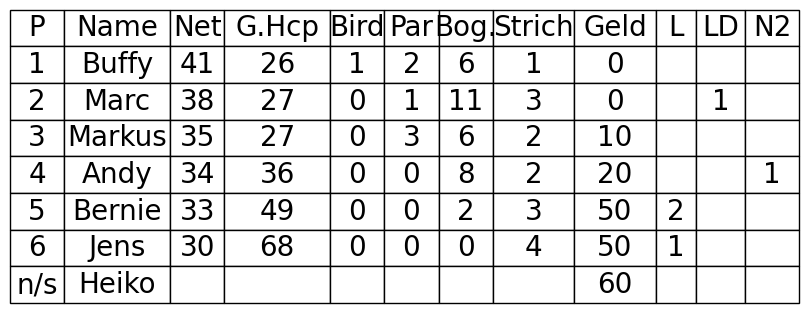 P Name Net G.Hcp Bird Par Bog. Strich Geld L LD N2
1 Buffy 41 26 1 2 6 1 0
2 Marc 38 27 0 1 11 3 0 1
3 Markus 35 27 0 3 6 2 10
4 Andy 34 36 0 0 8 2 20 1
5 Bernie 33 49 0 0 2 3 50 2
6 Jens 30 68 0 0 0 4 50 1
n/s Heiko 60